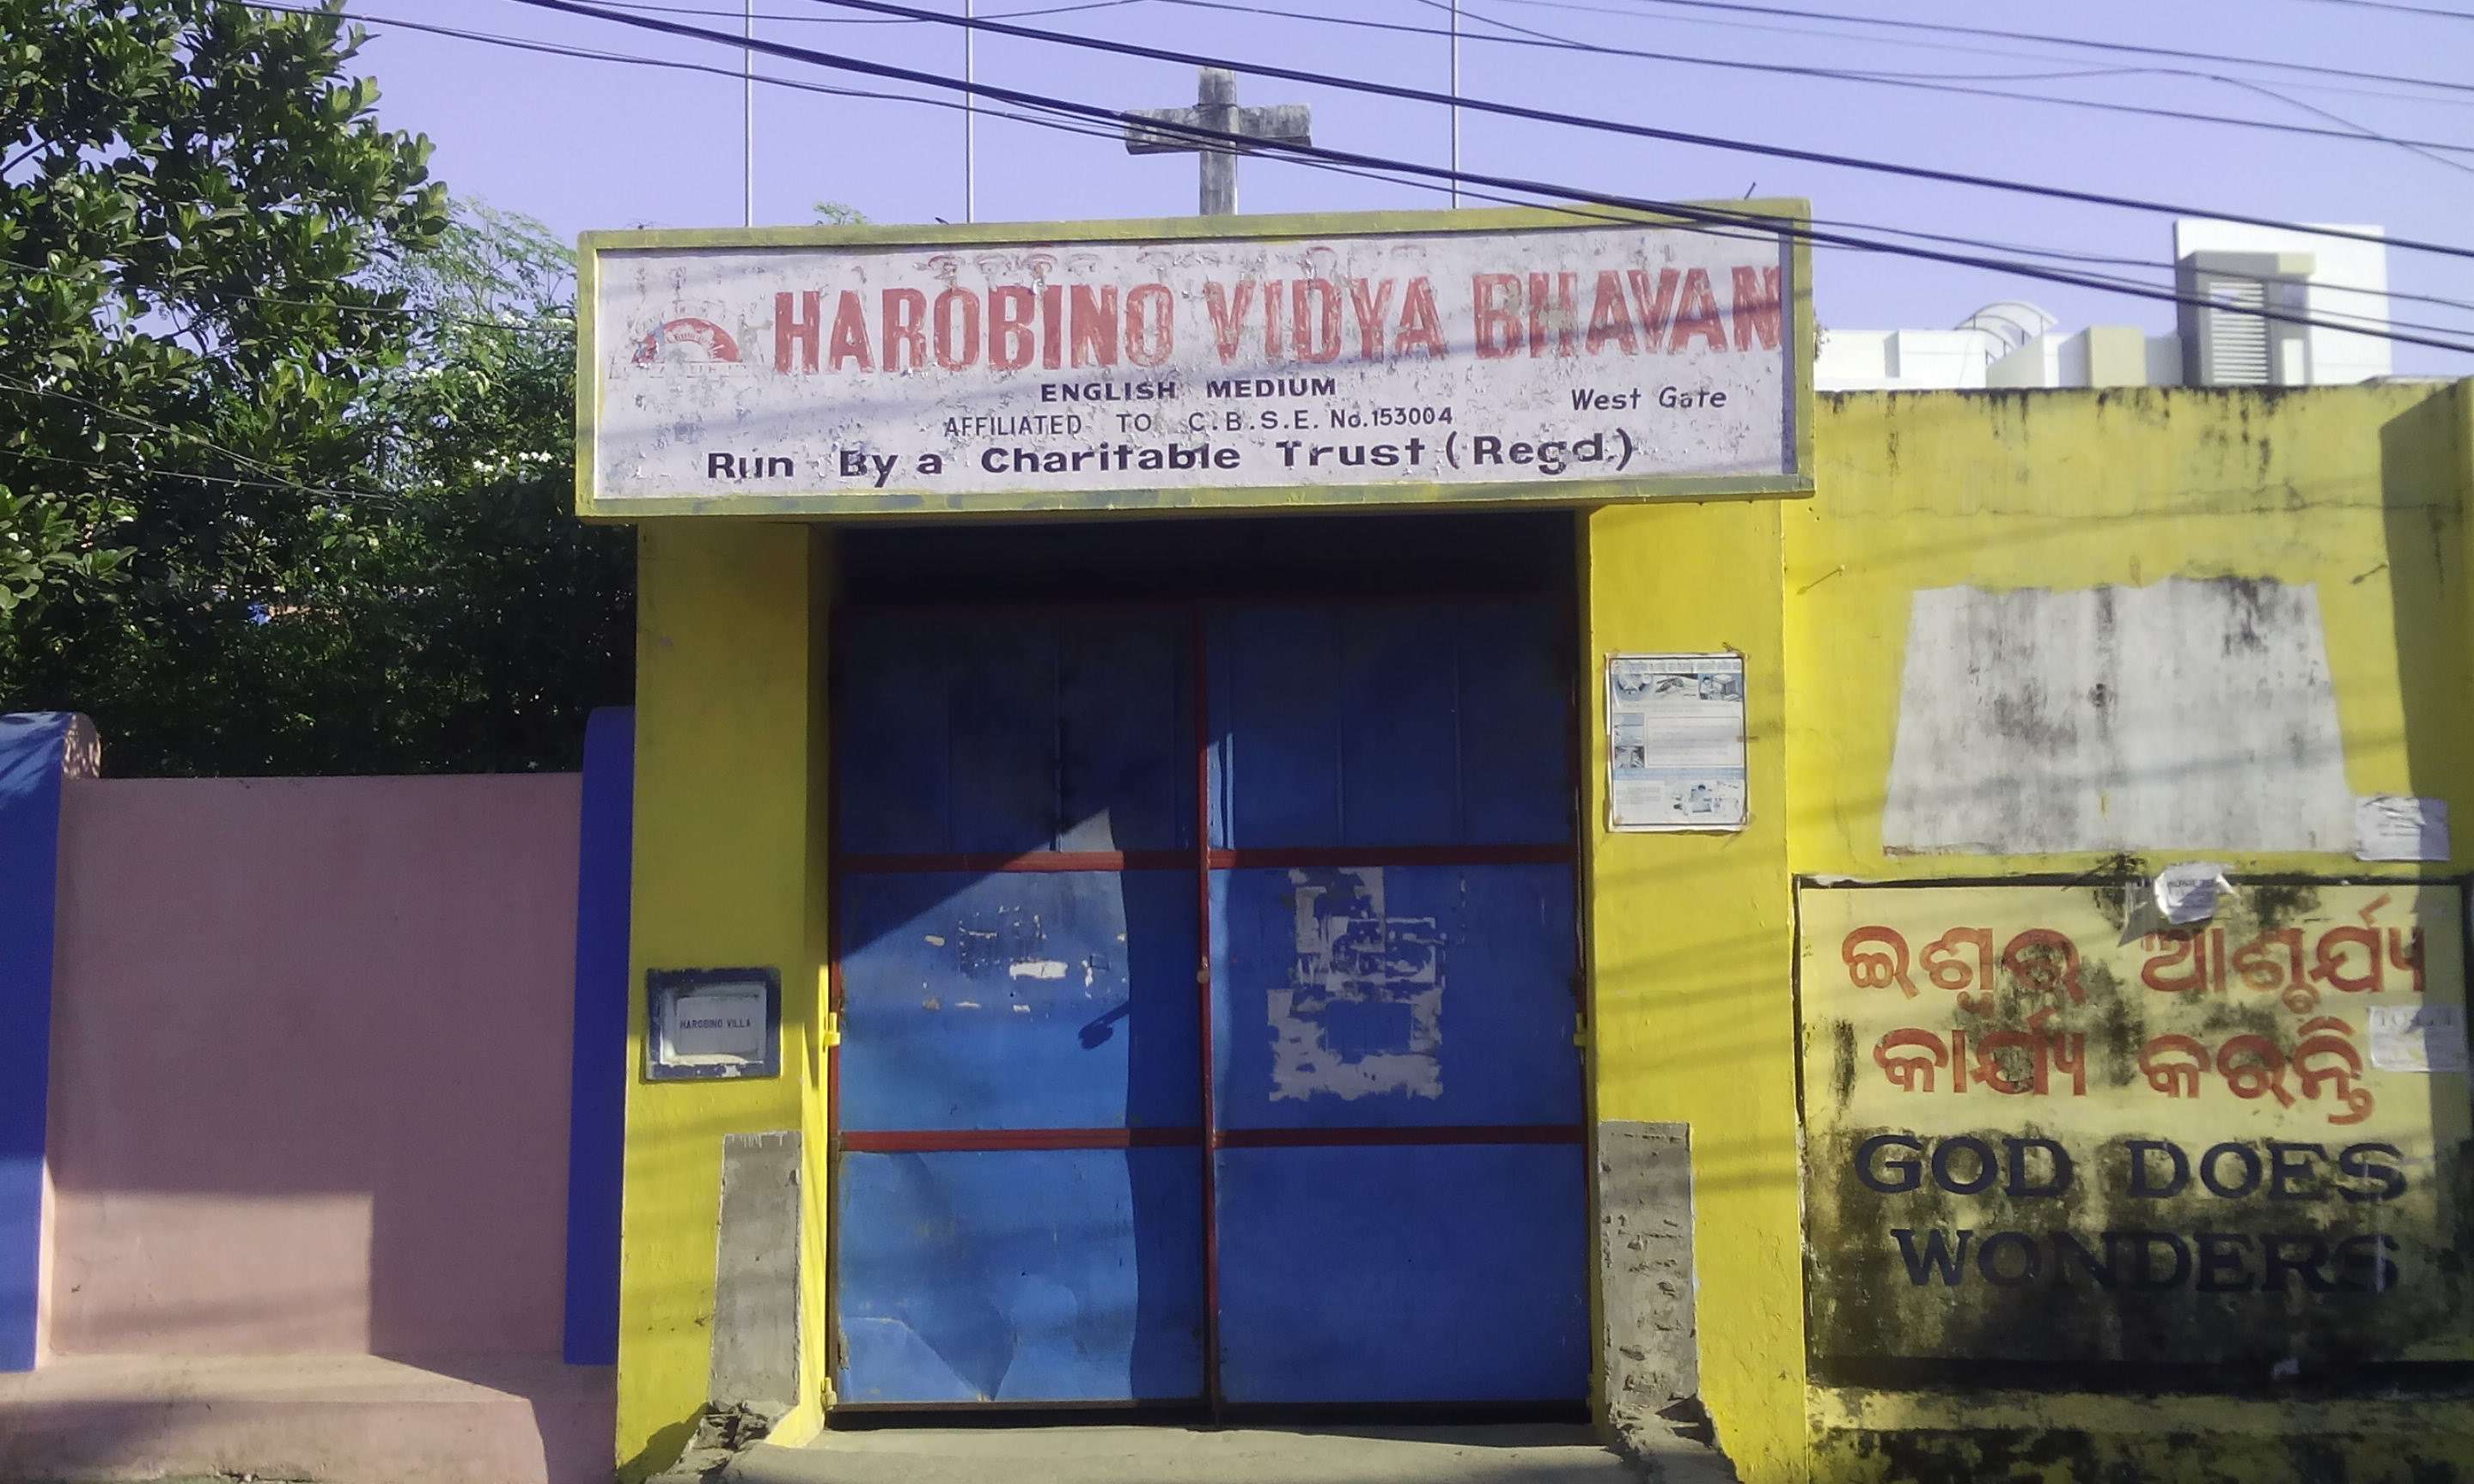 HAROBINO VIDYA BHAVAN
ENGLISH MEDIUM
West Gate
AFFILIATED TO C.B.S.E. No.153004
Run By a Charitable Trust (Regd.)
HAROBINO VILLA
ଇଶ୍ୱର ଆଶ୍ଚର୍ଯ୍ୟ
କାର୍ଯ୍ୟ କରନ୍ତି
GOD DOES
WONDERS